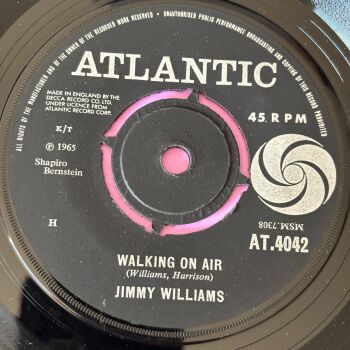 ALL RIGHTS OF THE MANUFACTURER AND OF THE OWNER OF THE RECORDED WORK RESERVED • UNAUTHORISED PUBLIC PERFORMANCE BROADCASTING AND COPYING OF THIS RECORD PROHIBITED
ATLANTIC
MADE IN ENGLAND BY THE
DECCA RECORD CO. LTD.
UNDER LICENCE FROM
ATLANTIC RECORD CORP.
45 RPM
K/T
℗ 1965
Shapiro
Bernstein
H
MSM.7308
AT.4042
WALKING ON AIR
(Williams, Harrison)
JIMMY WILLIAMS